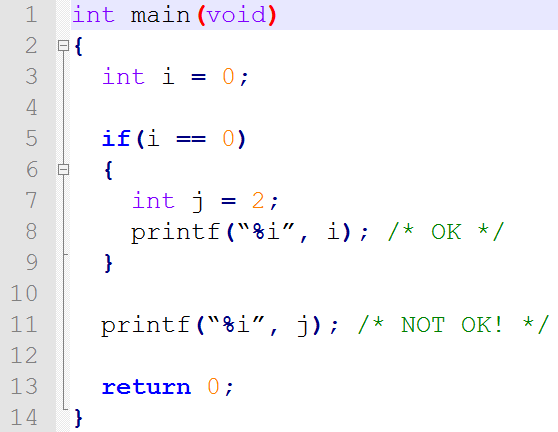 1 int main(void)
2 {
3 int i = 0;
4
5 if(i == 0)
6 {
7 int j = 2;
8 printf(“%i”, i); /* OK */
9 }
10
11 printf(“%i”, j); /* NOT OK! */
12
13 return 0;
14 }